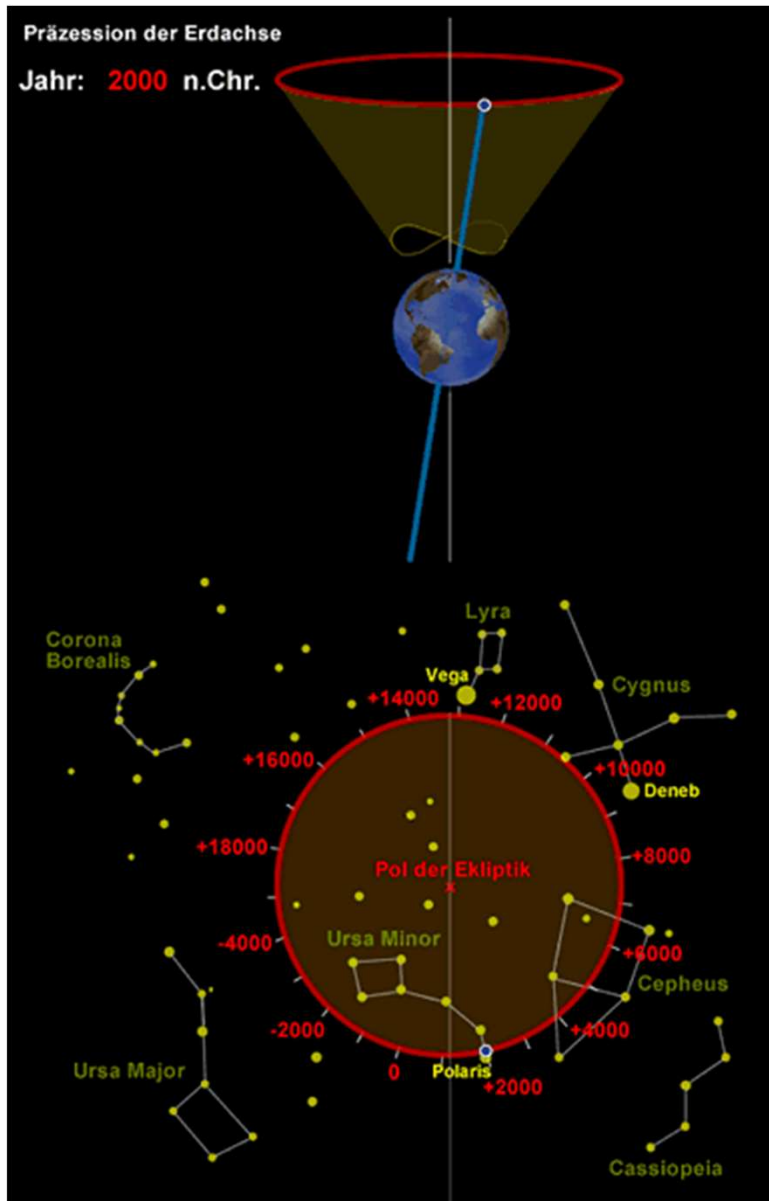 Präzession der Erdachse
Jahr: 2000 n.Chr.
Lyra
Corona
Borealis
Vega
Cygnus
+14000
+12000
+16000
+10000
Deneb
+18000
+8000
Pol der Ekliptik
x
Ursa Minor
-4000
+6000
Cepheus
-2000
+4000
Ursa Major
0
Polaris
+2000
Cassiopeia